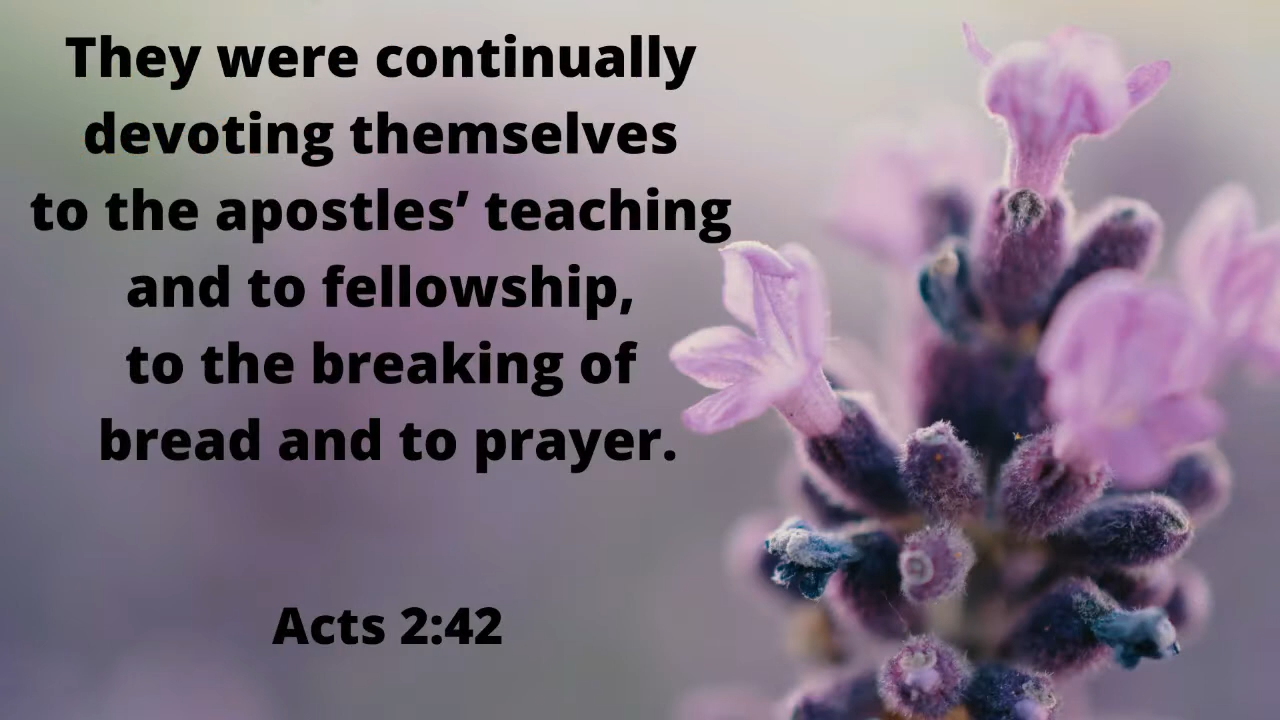 They were continually
devoting themselves
to the apostles’ teaching
and to fellowship,
to the breaking of
bread and to prayer.
Acts 2:42